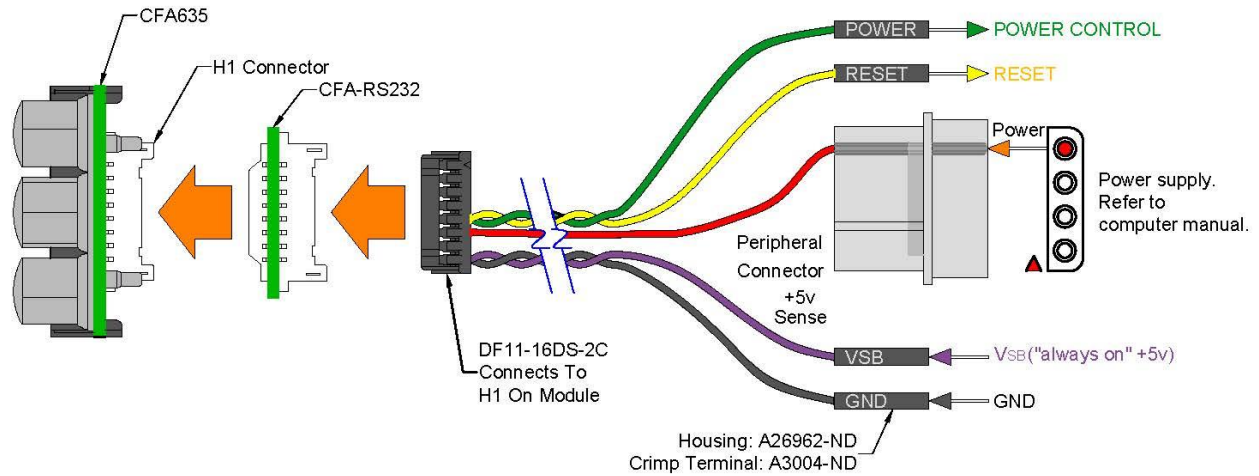 CFA635
H1 Connector
CFA-RS232
POWER
POWER CONTROL
RESET
RESET
Power
Power supply.
Refer to
computer manual.
Peripheral
Connector
+5v
Sense
DF11-16DS-2C
Connects To
H1 On Module
VSB
VSB("always on" +5v)
GND
GND
Housing: A26962-ND
Crimp Terminal: A3004-ND